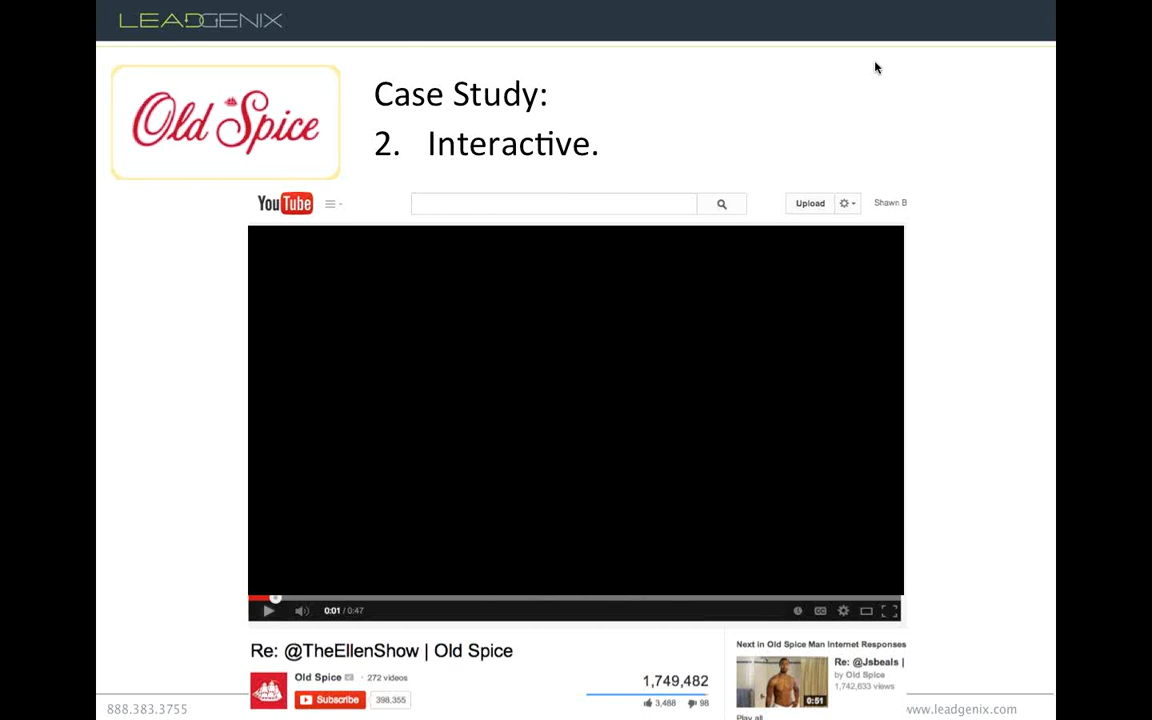 LEADGENIX
Old Spice
Case Study:
2. Interactive.
YouTube
Upload
Shawn B
0:01 / 0:47
CC
Re: @TheEllenShow | Old Spice
Old Spice
· 272 videos
Subscribe
398,355
1,749,482
3,488
98
Next in Old Spice Man Internet Responses
Re: @Jsbeals |
by Old Spice
1,742,633 views
0:51
Play all
888.383.3755
www.leadgenix.com